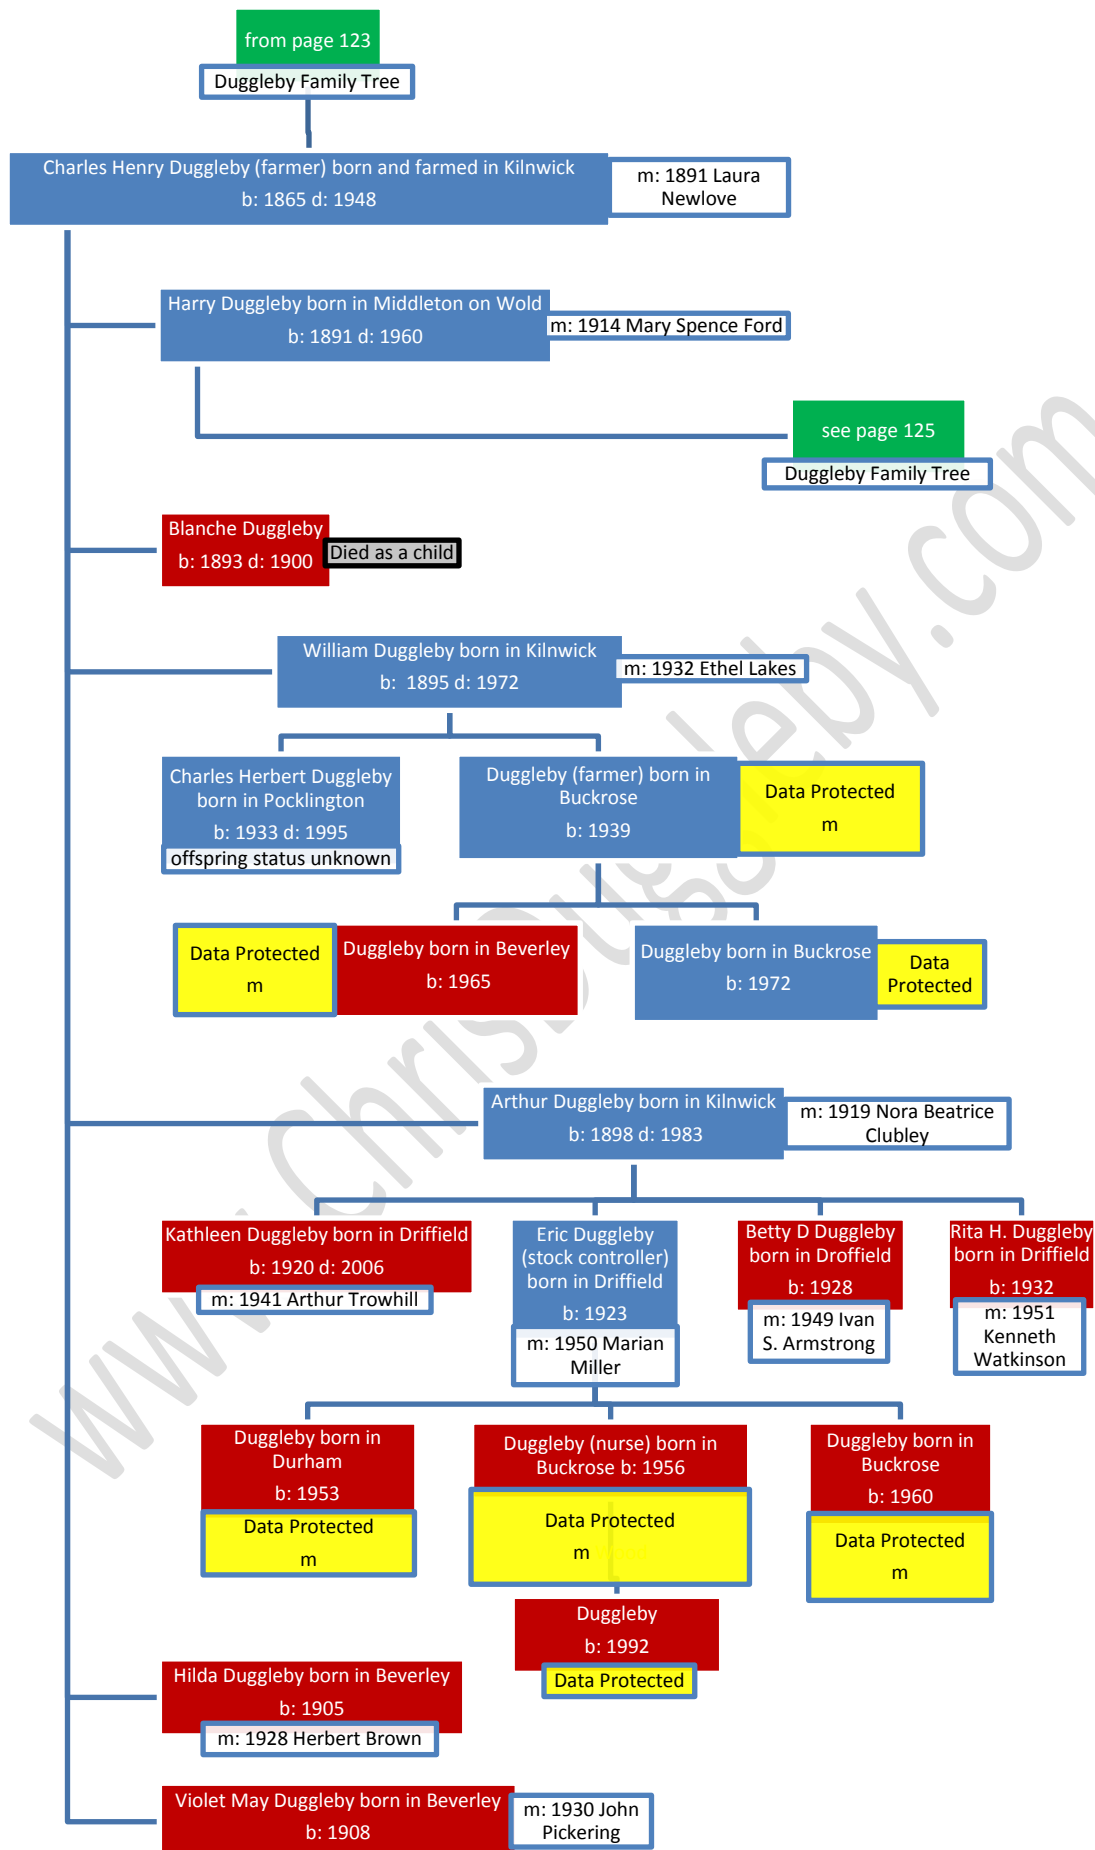 from page 123
Duggleby Family Tree
Charles Henry Duggleby (farmer) born and farmed in Kilnwick
b: 1865 d: 1948
m: 1891 Laura
Newlove
Harry Duggleby born in Middleton on Wold
b: 1891 d: 1960
m: 1914 Mary Spence Ford
see page 125
Duggleby Family Tree
Blanche Duggleby
b: 1893 d: 1900
Died as a child
William Duggleby born in Kilnwick
b:  1895 d: 1972
m: 1932 Ethel Lakes
Charles Herbert Duggleby
born in Pocklington
b: 1933 d: 1995
offspring status unknown
Duggleby (farmer) born in
Buckrose
b: 1939
Data Protected
m
Data Protected
m
Duggleby born in Beverley
b: 1965
Duggleby born in Buckrose
b: 1972
Data
Protected
Arthur Duggleby born in Kilnwick
b: 1898 d: 1983
m: 1919 Nora Beatrice
Clubley
Kathleen Duggleby born in Driffield
b: 1920 d: 2006
m: 1941 Arthur Trowhill
Eric Duggleby
(stock controller)
born in Driffield
b: 1923
m: 1950 Marian
Miller
Betty D Duggleby
born in Droffield
b: 1928
m: 1949 Ivan
S. Armstrong
Rita H. Duggleby
born in Driffield
b: 1932
m: 1951
Kenneth
Watkinson
Duggleby born in
Durham
b: 1953
Data Protected
m
Duggleby (nurse) born in
Buckrose b: 1956
Data Protected
m
Duggleby born in
Buckrose
b: 1960
Data Protected
m
Duggleby
b: 1992
Data Protected
Hilda Duggleby born in Beverley
b: 1905
m: 1928 Herbert Brown
Violet May Duggleby born in Beverley
b: 1908
m: 1930 John
Pickering
www.ChrisDuggleby.com